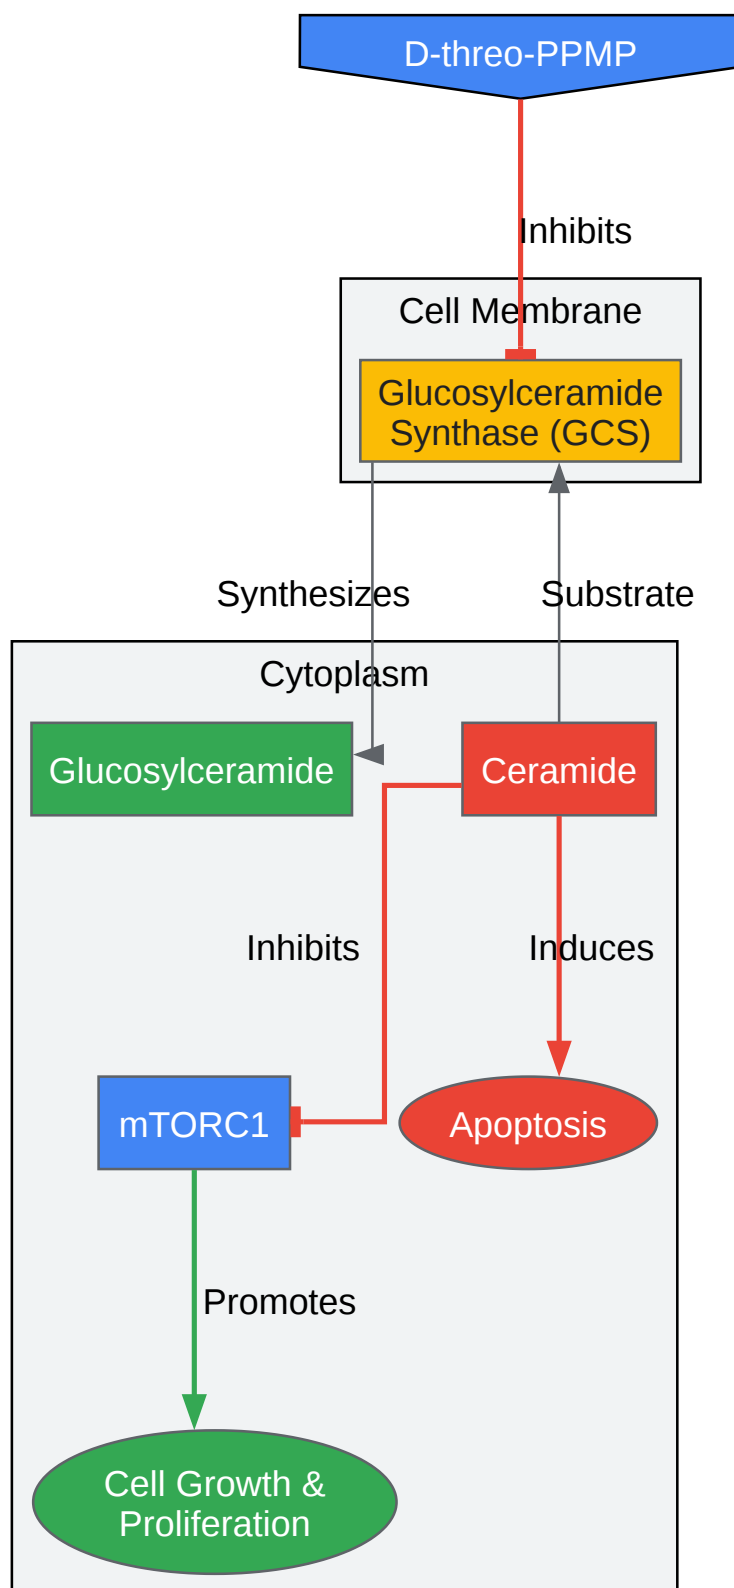 D-threo-PPMP
Inhibits
Cell Membrane
Glucosylceramide
Synthase (GCS)
Synthesizes
Substrate
Cytoplasm
Glucosylceramide
Ceramide
Inhibits
Induces
mTORC1
Apoptosis
Promotes
Cell Growth &
Proliferation